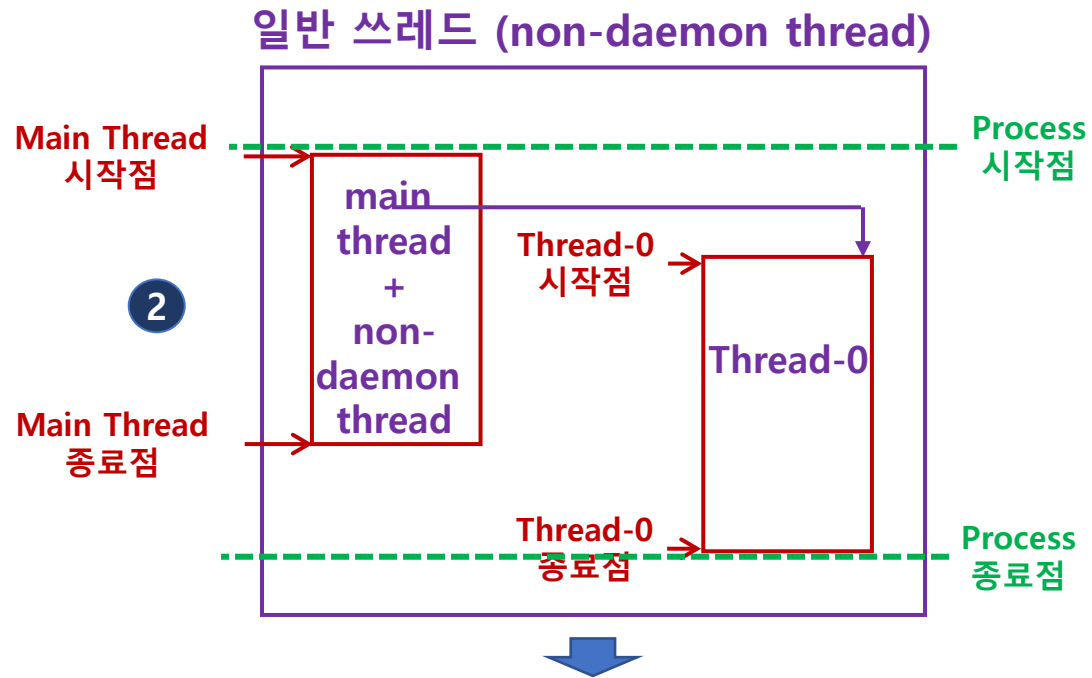 일반 쓰레드 (non-daemon thread)
Main Thread
시작점
Process
시작점
main
thread
+
non-
daemon
thread
Thread-0
시작점
2
Thread-0
Main Thread
종료점
Thread-0
종료점
Process
종료점